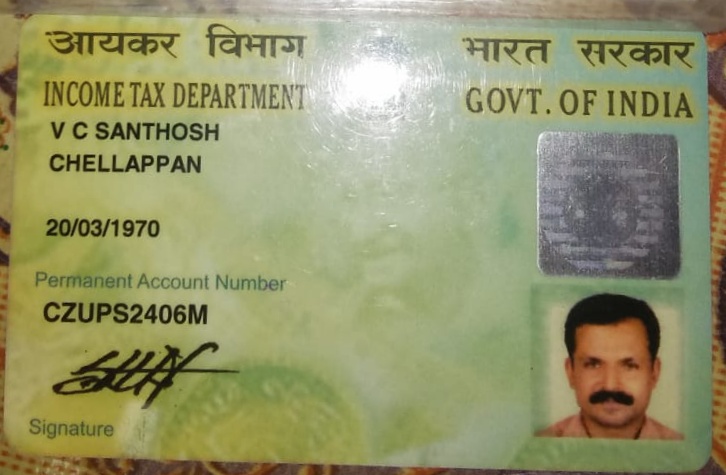 आयकर विभाग भारत सरकार
INCOME TAX DEPARTMENT GOVT. OF INDIA
V C SANTHOSH
CHELLAPPAN
20/03/1970
Permanent Account Number
CZUPS2406M
Signature